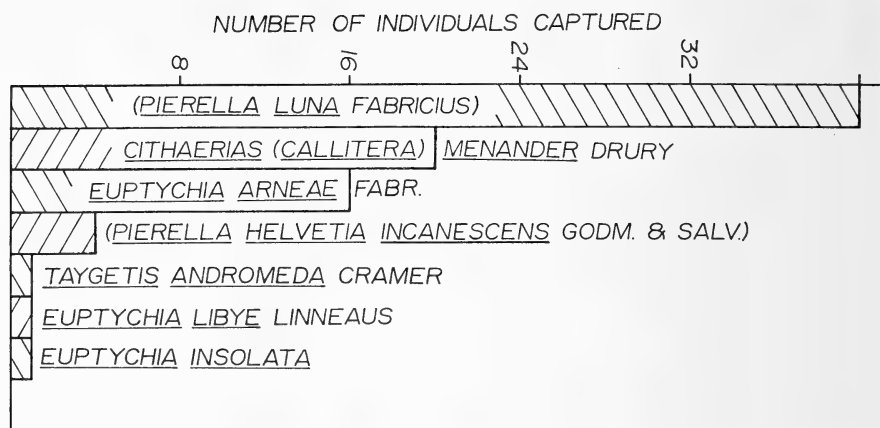 NUMBER OF INDIVIDUALS CAPTURED
8 16 24 32
(PIERELLA LUNA FABRICIUS)
CITHAERIAS (CALLITERA) MENANDER DRURY
EUPTYCHIA ARNEAE FABR.
(PIERELLA HELVETIA INCANESCENS GODM. & SALV.)
TAYGETIS ANDROMEDA CRAMER
EUPTYCHIA LIBYE LINNEAUS
EUPTYCHIA INSOLATA